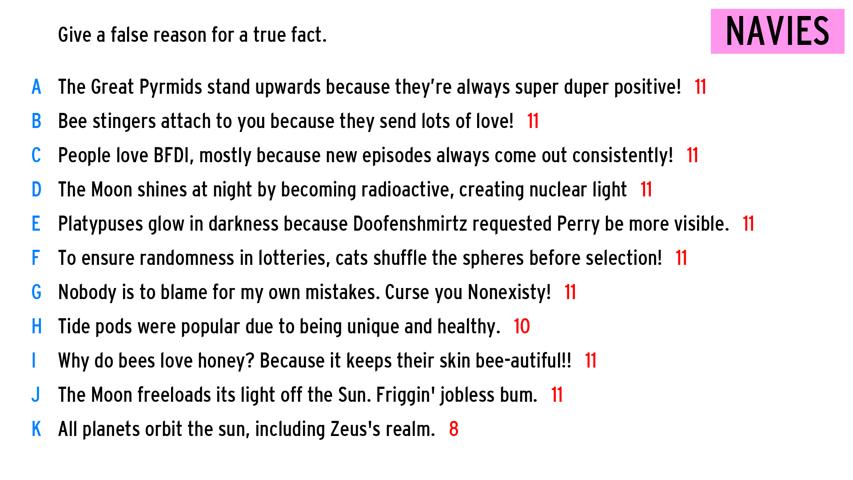 Give a false reason for a true fact.
NAVIES
A The Great Pyrmids stand upwards because they're always super duper positive! 11
B Bee stingers attach to you because they send lots of love! 11
C People love BFDI, mostly because new episodes always come out consistently! 11
D The Moon shines at night by becoming radioactive, creating nuclear light 11
E Platypuses glow in darkness because Doofenshmirtz requested Perry be more visible. 11
F To ensure randomness in lotteries, cats shuffle the spheres before selection! 11
G Nobody is to blame for my own mistakes. Curse you Nonexisty! 11
H Tide pods were popular due to being unique and healthy. 10
I Why do bees love honey? Because it keeps their skin bee-autiful!! 11
J The Moon freeloads its light off the Sun. Friggin' jobless bum. 11
K All planets orbit the sun, including Zeus's realm. 8